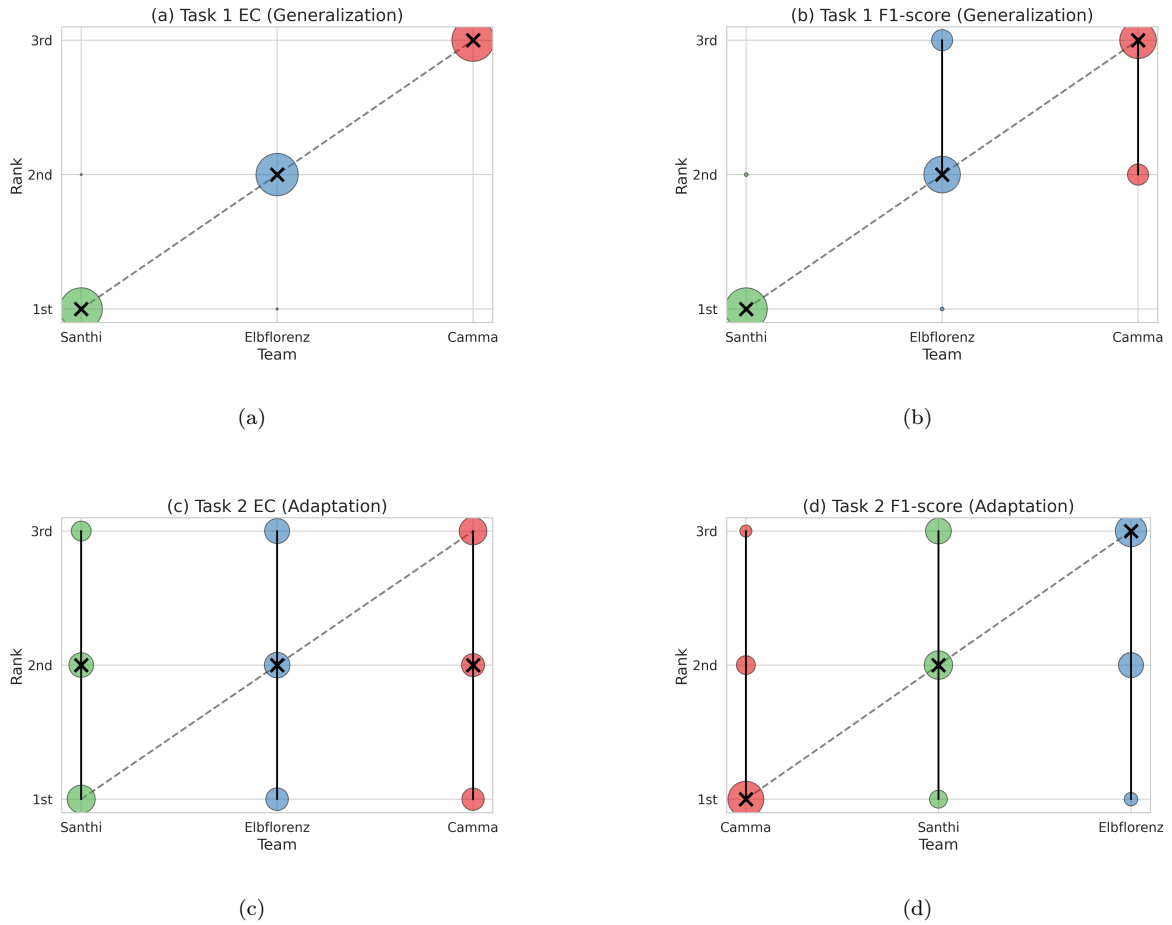 (a) Task 1 EC (Generalization)
3rd
2nd
1st
Rank
Santhi Elbflorenz Camma
Team
(a)
(b) Task 1 F1-score (Generalization)
3rd
2nd
1st
Rank
Santhi Elbflorenz Camma
Team
(b)
(c) Task 2 EC (Adaptation)
3rd
2nd
1st
Rank
Santhi Elbflorenz Camma
Team
(c)
(d) Task 2 F1-score (Adaptation)
3rd
2nd
1st
Rank
Camma Santhi Elbflorenz
Team
(d)